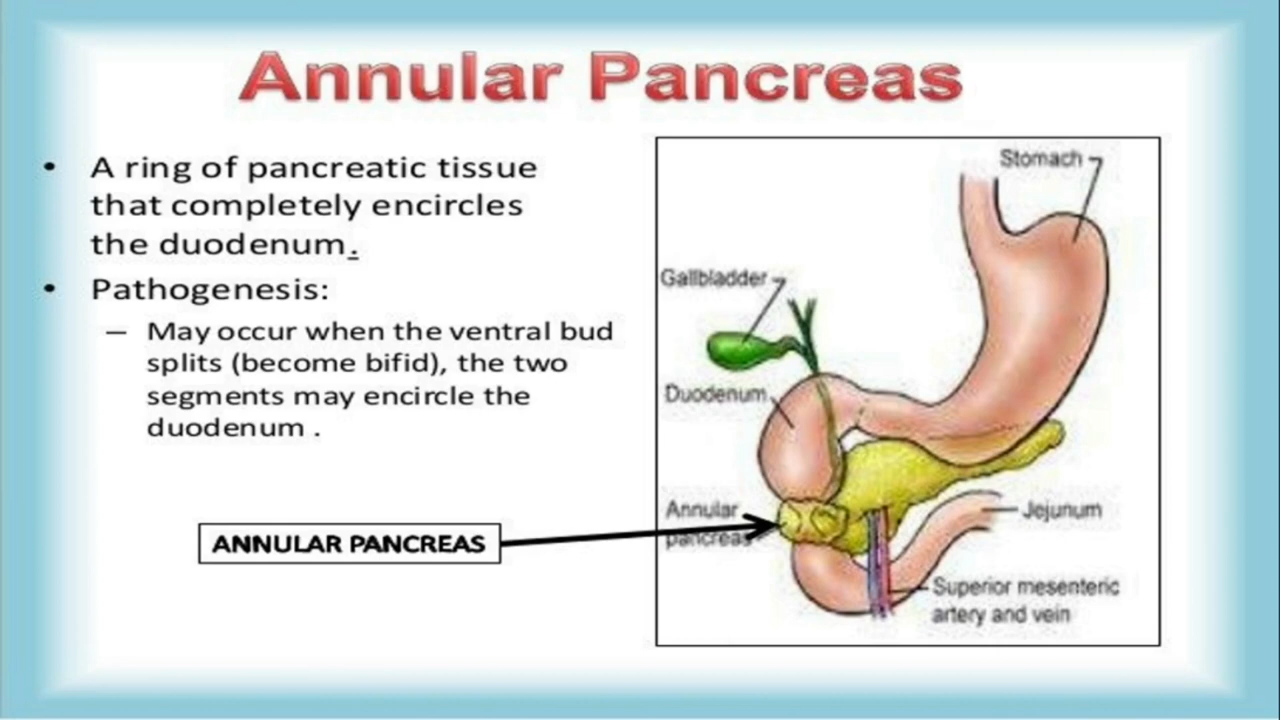 Annular Pancreas
• A ring of pancreatic tissue
that completely encircles
the duodenum.
• Pathogenesis:
– May occur when the ventral bud
splits (become bifid), the two
segments may encircle the
duodenum .
ANNULAR PANCREAS
Stomach
Gallbladder
Duodenum
Annular
pancreas
Jejunum
Superior mesenteric
artery and vein